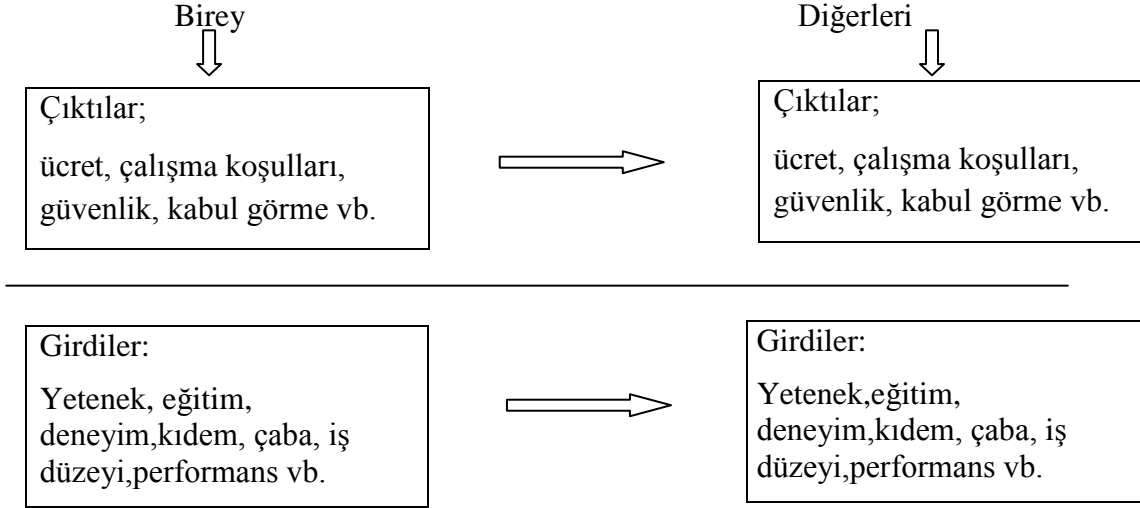 Birey
Diğerleri
Çıktılar;
ücret, çalışma koşulları,
güvenlik, kabul görme vb.
Çıktılar;
ücret, çalışma koşulları,
güvenlik, kabul görme vb.
Girdiler:
Yetenek, eğitim,
deneyim,kıdem, çaba, iş
düzeyi,performans vb.
Girdiler:
Yetenek,eğitim,
deneyim,kıdem, çaba, iş
düzeyi,performans vb.